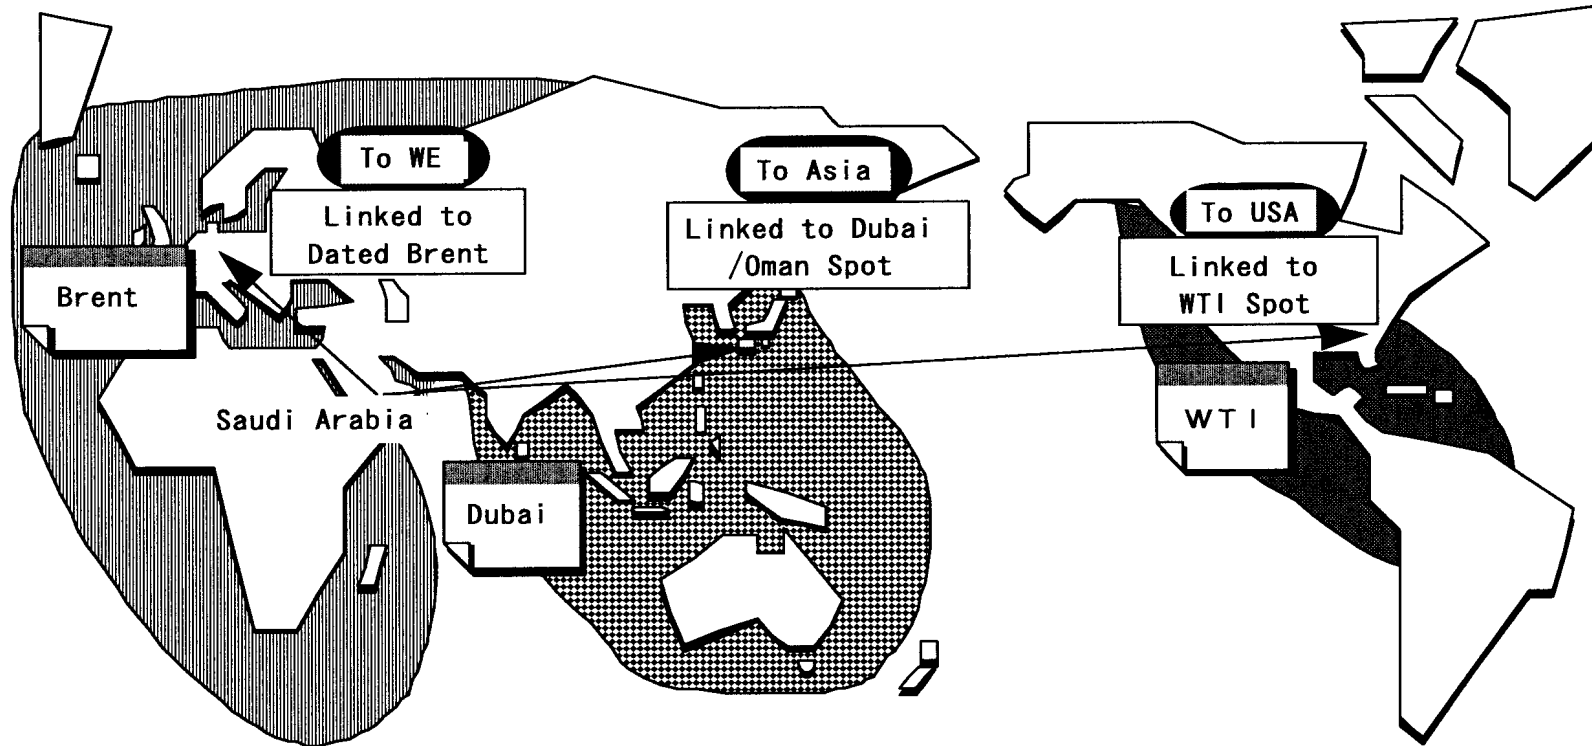 To WE
Linked to
Dated Brent
Brent
To Asia
Linked to Dubai
/Oman Spot
To USA
Linked to
WTI Spot
WTI
Saudi Arabia
Dubai